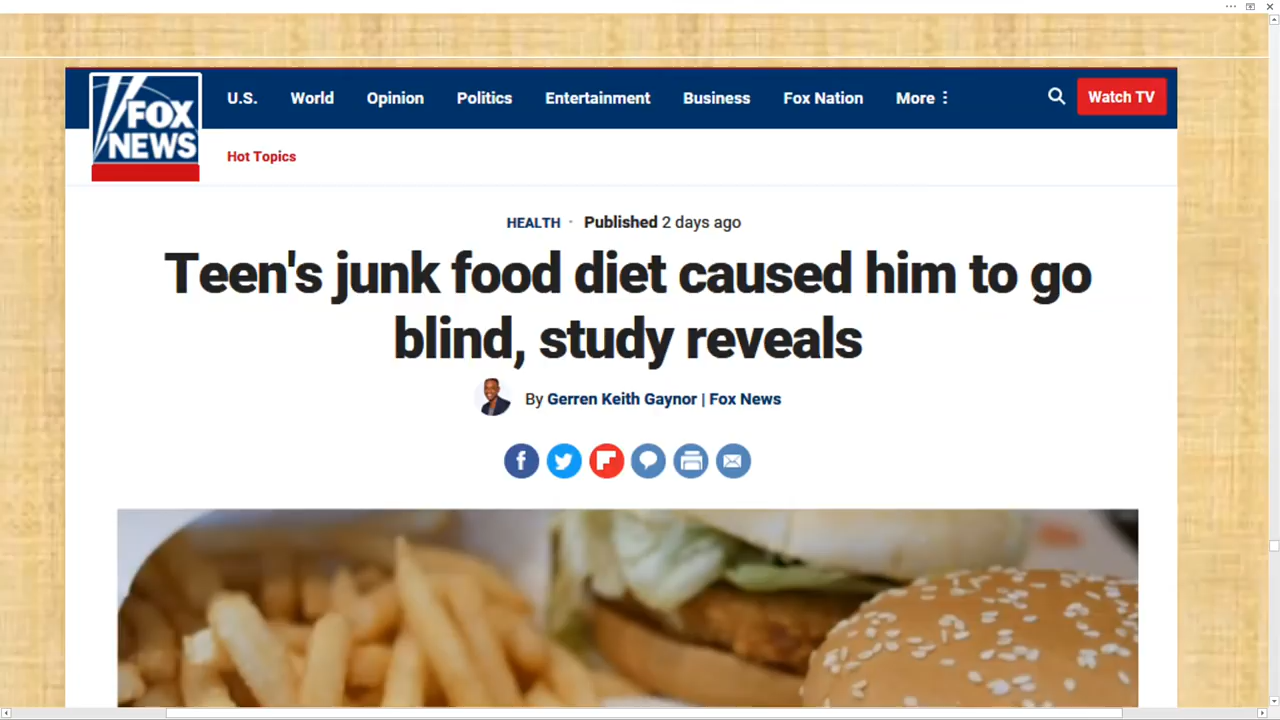 FOX
NEWS
U.S. World Opinion Politics Entertainment Business Fox Nation More Watch TV
Hot Topics
HEALTH · Published 2 days ago
Teen's junk food diet caused him to go
blind, study reveals
By Gerren Keith Gaynor | Fox News